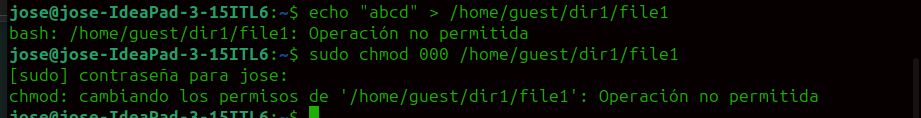 jose@jose-IdeaPad-3-15ITL6:~$ echo "abcd" > /home/guest/dir1/file1
bash: /home/guest/dir1/file1: Operación no permitida
jose@jose-IdeaPad-3-15ITL6:~$ sudo chmod 000 /home/guest/dir1/file1
[sudo] contraseña para jose:
chmod: cambiando los permisos de '/home/guest/dir1/file1': Operación no permitida
jose@jose-IdeaPad-3-15ITL6:~$